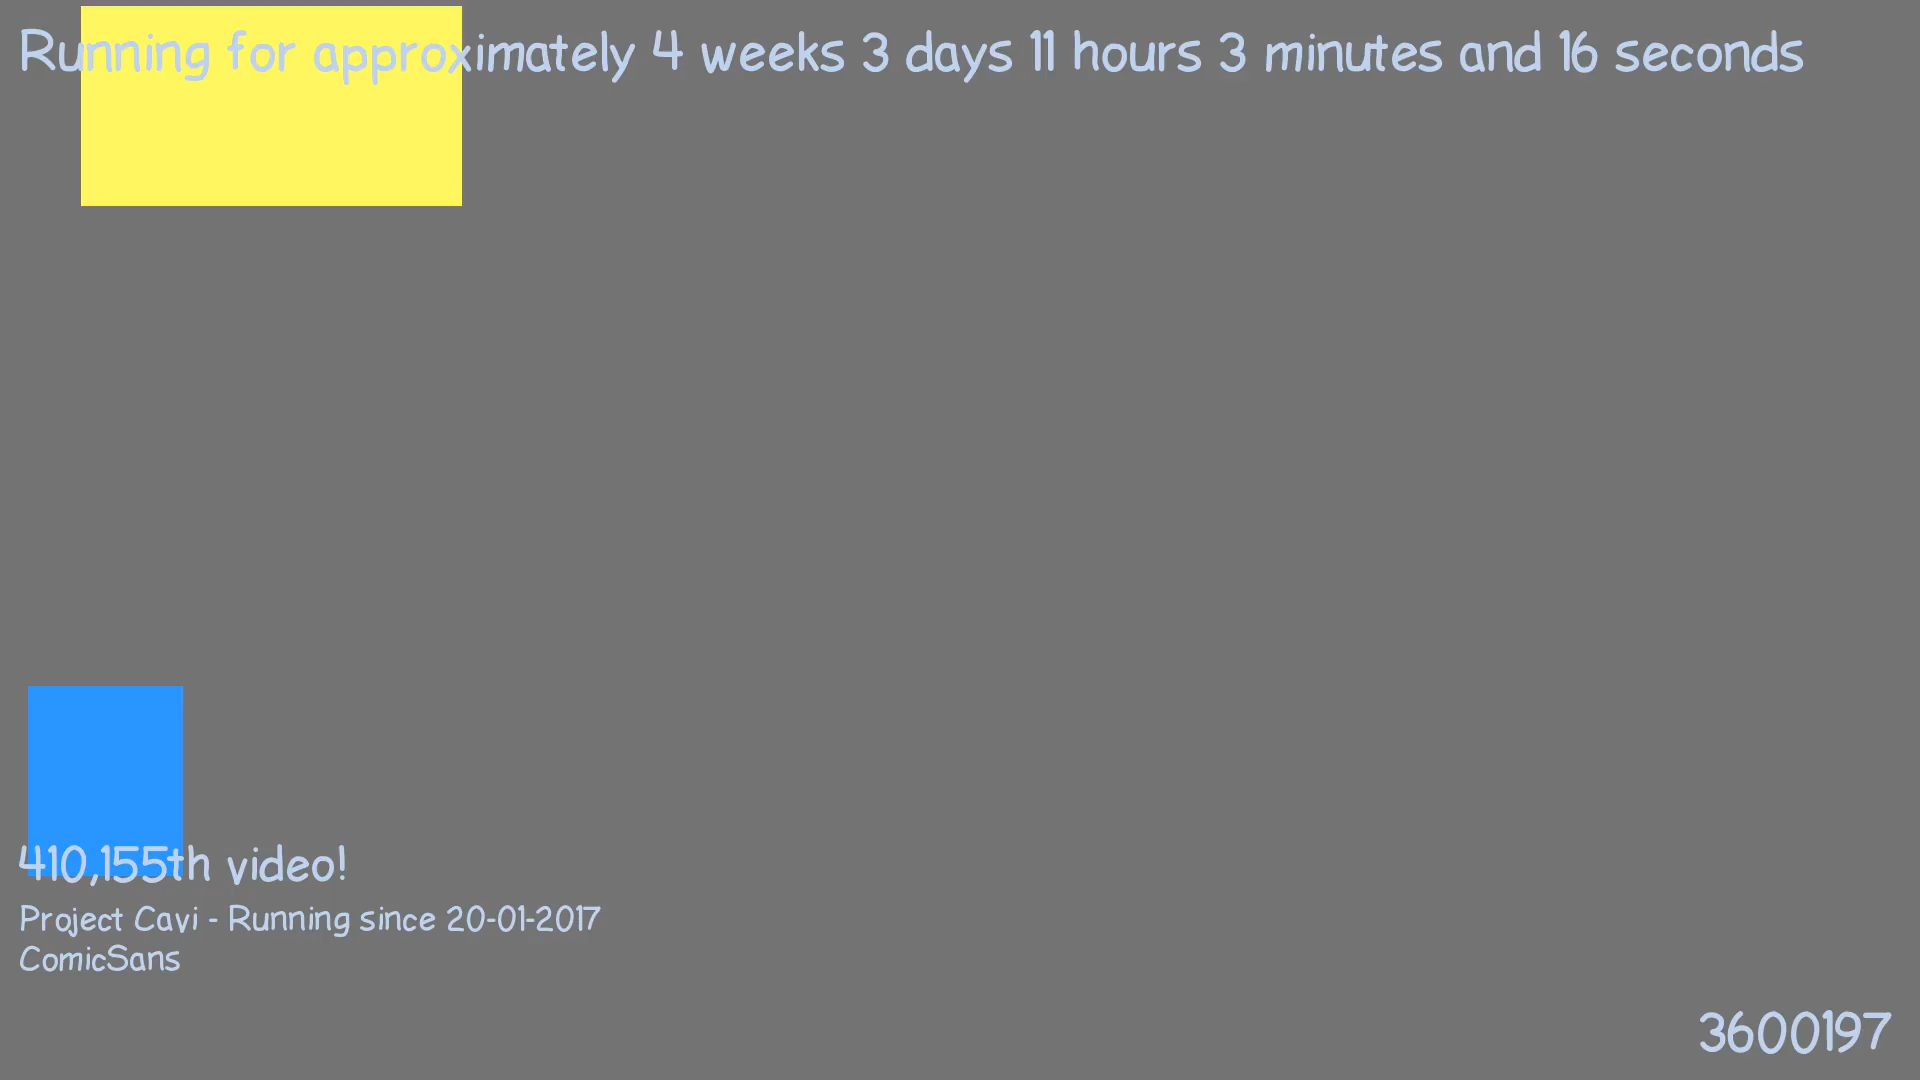 Running for approximately 4 weeks 3 days 11 hours 3 minutes and 16 seconds
410,155th video!
Project Cavi - Running since 20-01-2017
ComicSans
3600197